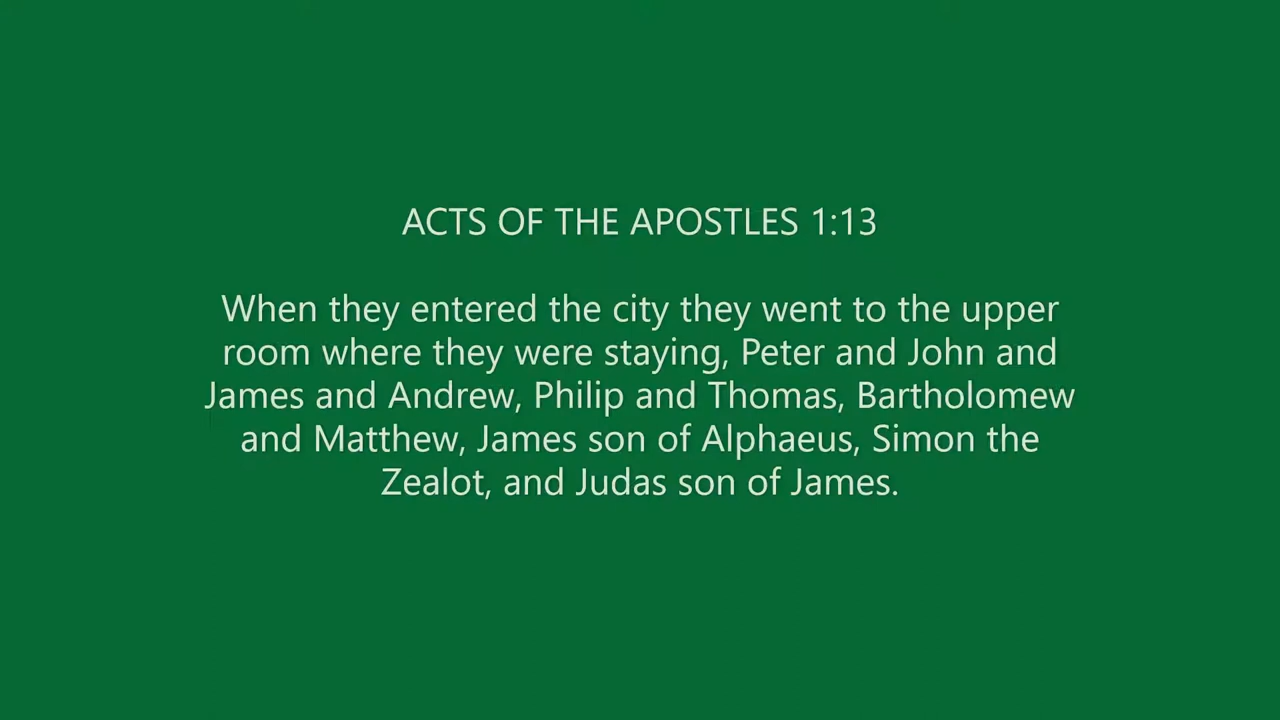 ACTS OF THE APOSTLES 1:13
When they entered the city they went to the upper
room where they were staying, Peter and John and
James and Andrew, Philip and Thomas, Bartholomew
and Matthew, James son of Alphaeus, Simon the
Zealot, and Judas son of James.